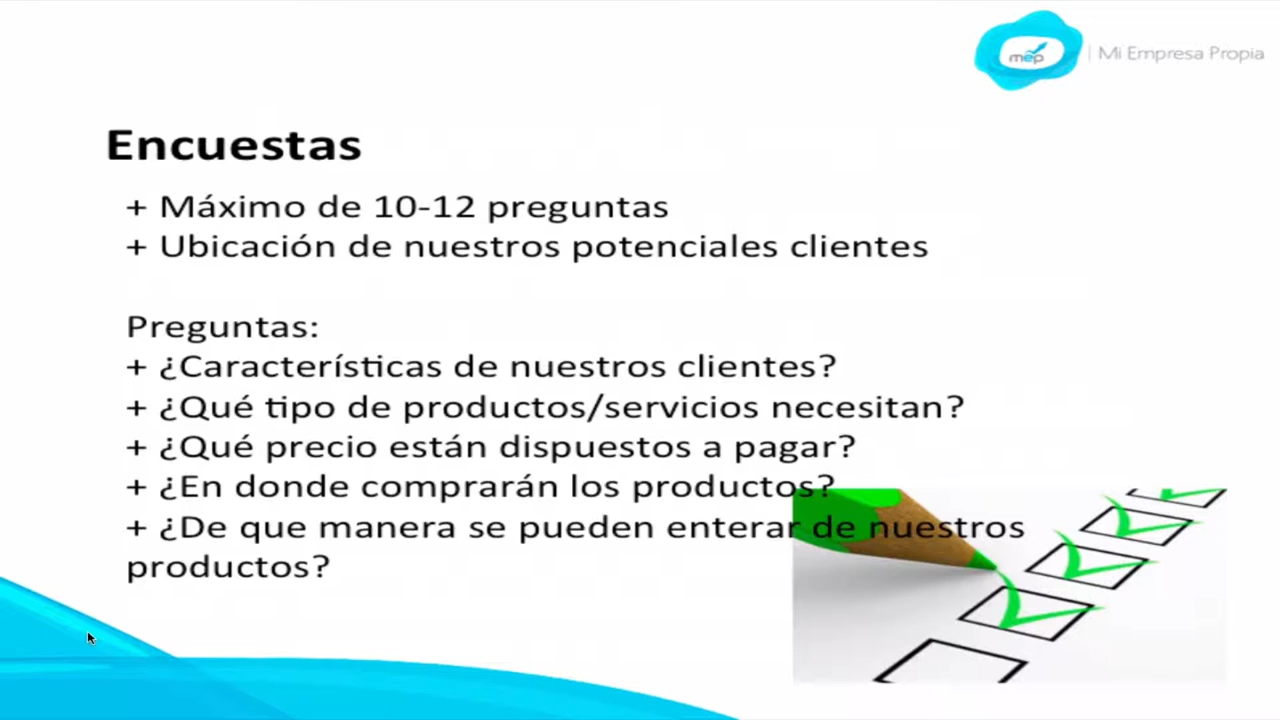 mep | Mi Empresa Propia
Encuestas
+ Máximo de 10-12 preguntas
+ Ubicación de nuestros potenciales clientes
Preguntas:
+ ¿Características de nuestros clientes?
+ ¿Qué tipo de productos/servicios necesitan?
+ ¿Qué precio están dispuestos a pagar?
+ ¿En donde comprarán los productos?
+ ¿De que manera se pueden enterar de nuestros
productos?